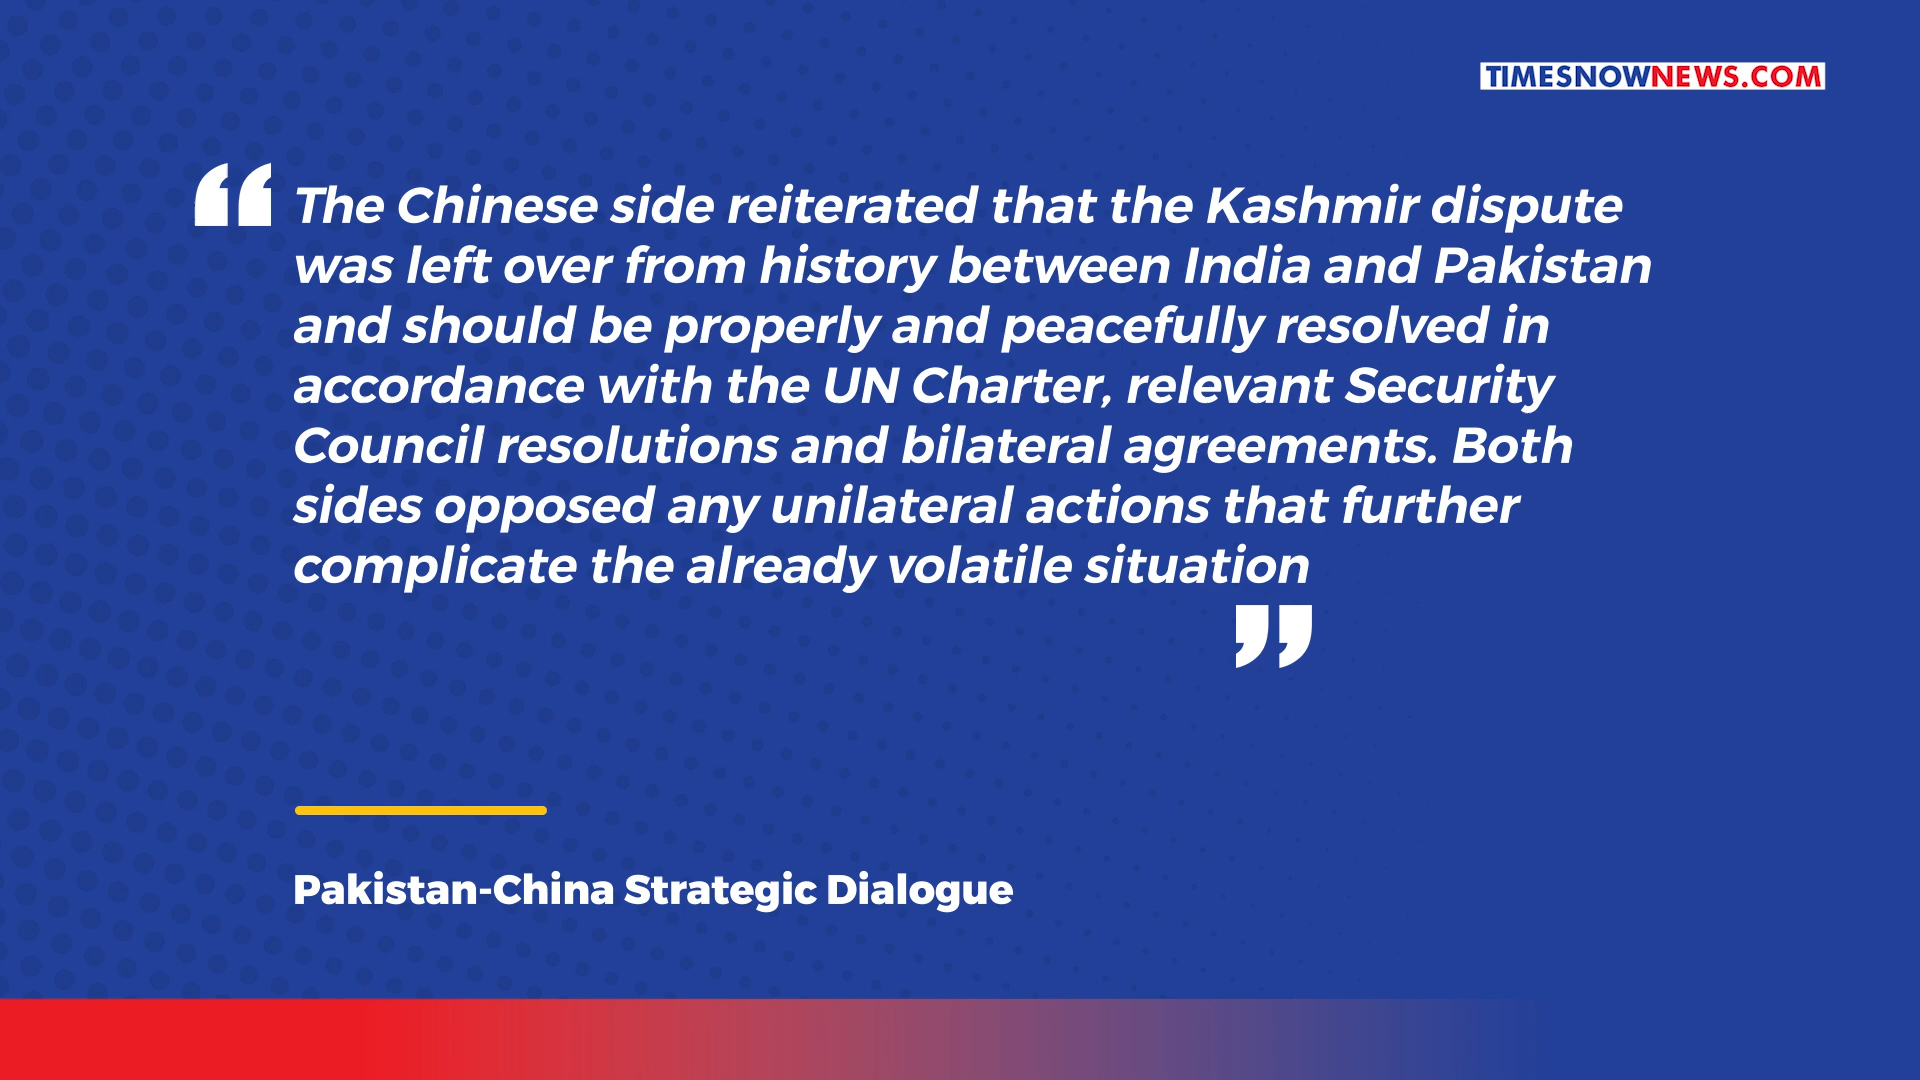 TIMESNOWNEWS.COM
“The Chinese side reiterated that the Kashmir dispute
was left over from history between India and Pakistan
and should be properly and peacefully resolved in
accordance with the UN Charter, relevant Security
Council resolutions and bilateral agreements. Both
sides opposed any unilateral actions that further
complicate the already volatile situation
”
Pakistan-China Strategic Dialogue